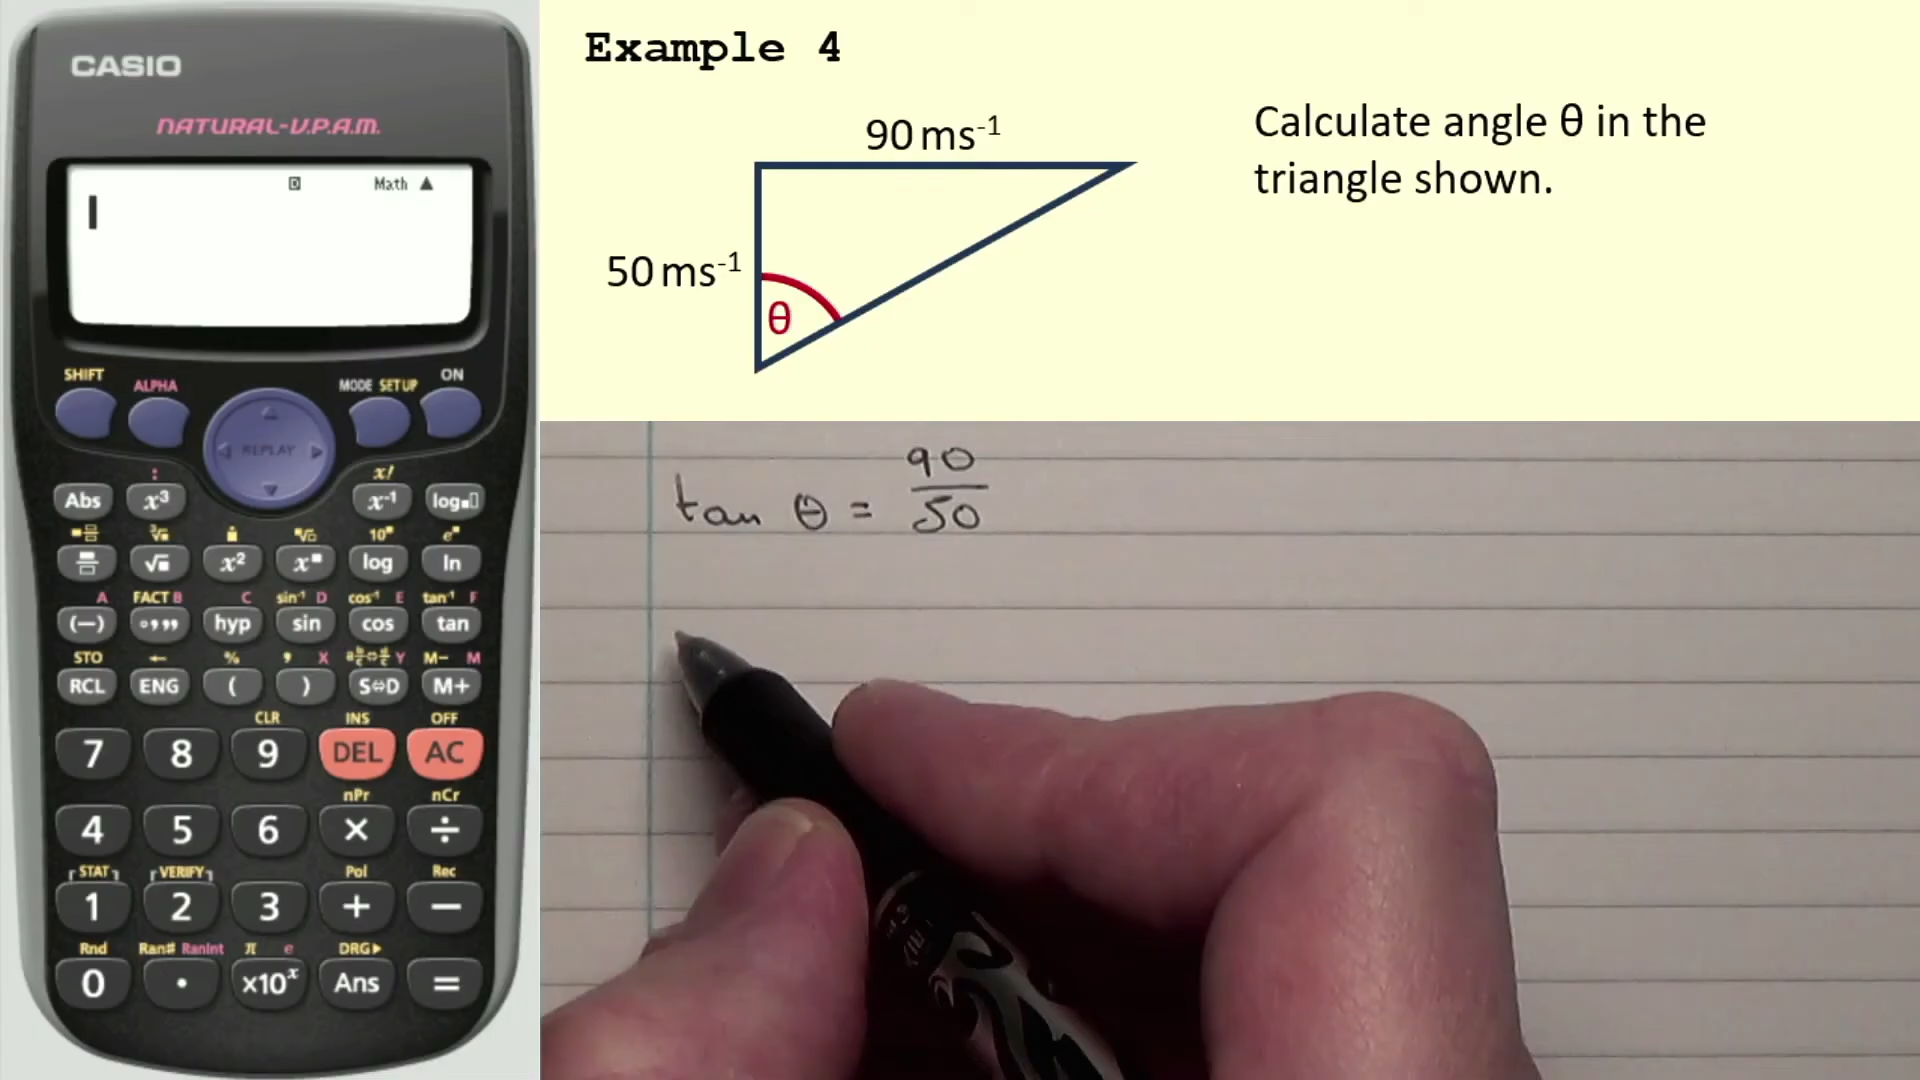 CASIO
NATURAL-V.P.A.M.
D Math ▲
SHIFT
ALPHA
MODE SETUP
ON
REPLAY
: x!
Abs x³ x⁻¹ log
10■ e■
x² x■ log ln
A FACT B C sin⁻¹ D cos⁻¹ E tan⁻¹ F
(−) hyp sin cos tan
STO ← % , X Y M− M
RCL ENG ( ) S⇔D M+
CLR INS OFF
7 8 9 DEL AC
nPr nCr
4 5 6 × ÷
STAT VERIFY Pol Rec
1 2 3 + −
Rnd Ran# RanInt π e DRG▶
0 . ×10ˣ Ans =
Example 4
90 ms⁻¹
50 ms⁻¹
θ
Calculate angle θ in the
triangle shown.
tan θ = 90/50